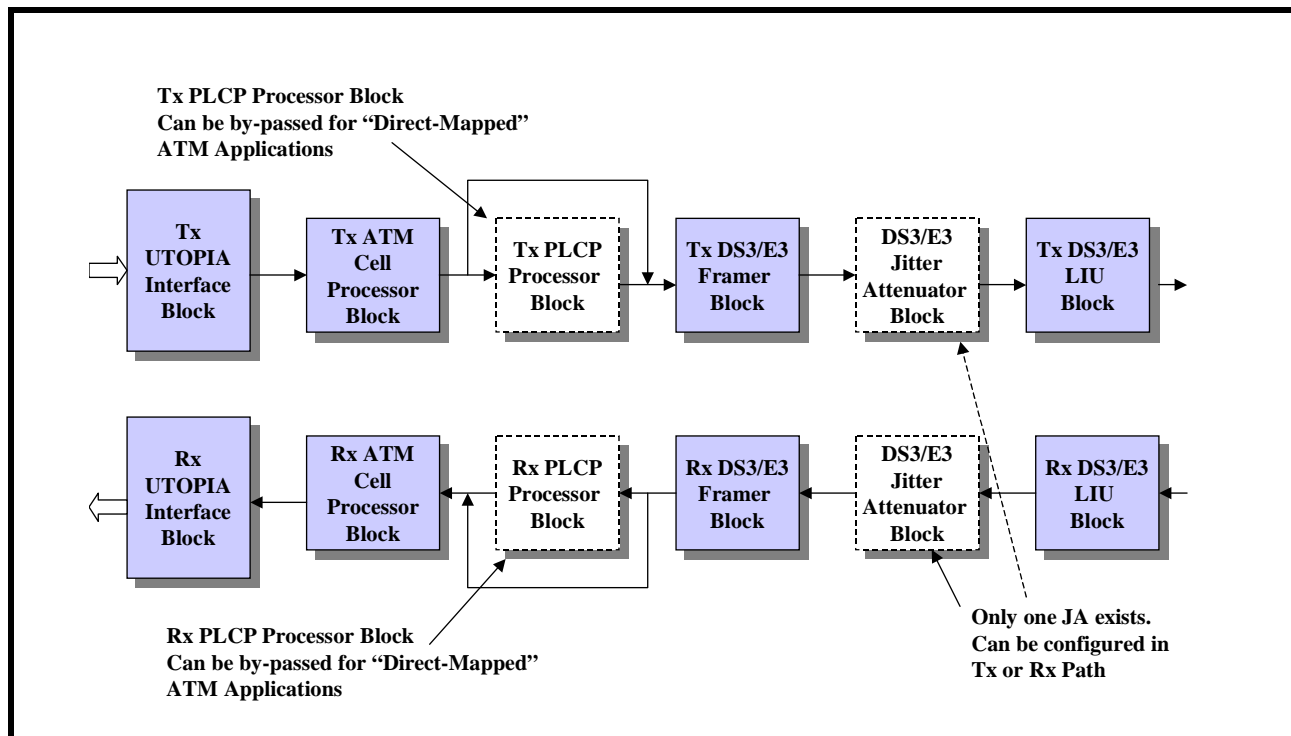 Tx PLCP Processor Block
Can be by-passed for “Direct-Mapped”
ATM Applications
Tx
UTOPIA
Interface
Block
Tx ATM
Cell
Processor
Block
Tx PLCP
Processor
Block
Tx DS3/E3
Framer
Block
DS3/E3
Jitter
Attenuator
Block
Tx DS3/E3
LIU
Block
Rx
UTOPIA
Interface
Block
Rx ATM
Cell
Processor
Block
Rx PLCP
Processor
Block
Rx DS3/E3
Framer
Block
DS3/E3
Jitter
Attenuator
Block
Rx DS3/E3
LIU
Block
Rx PLCP Processor Block
Can be by-passed for “Direct-Mapped”
ATM Applications
Only one JA exists.
Can be configured in
Tx or Rx Path